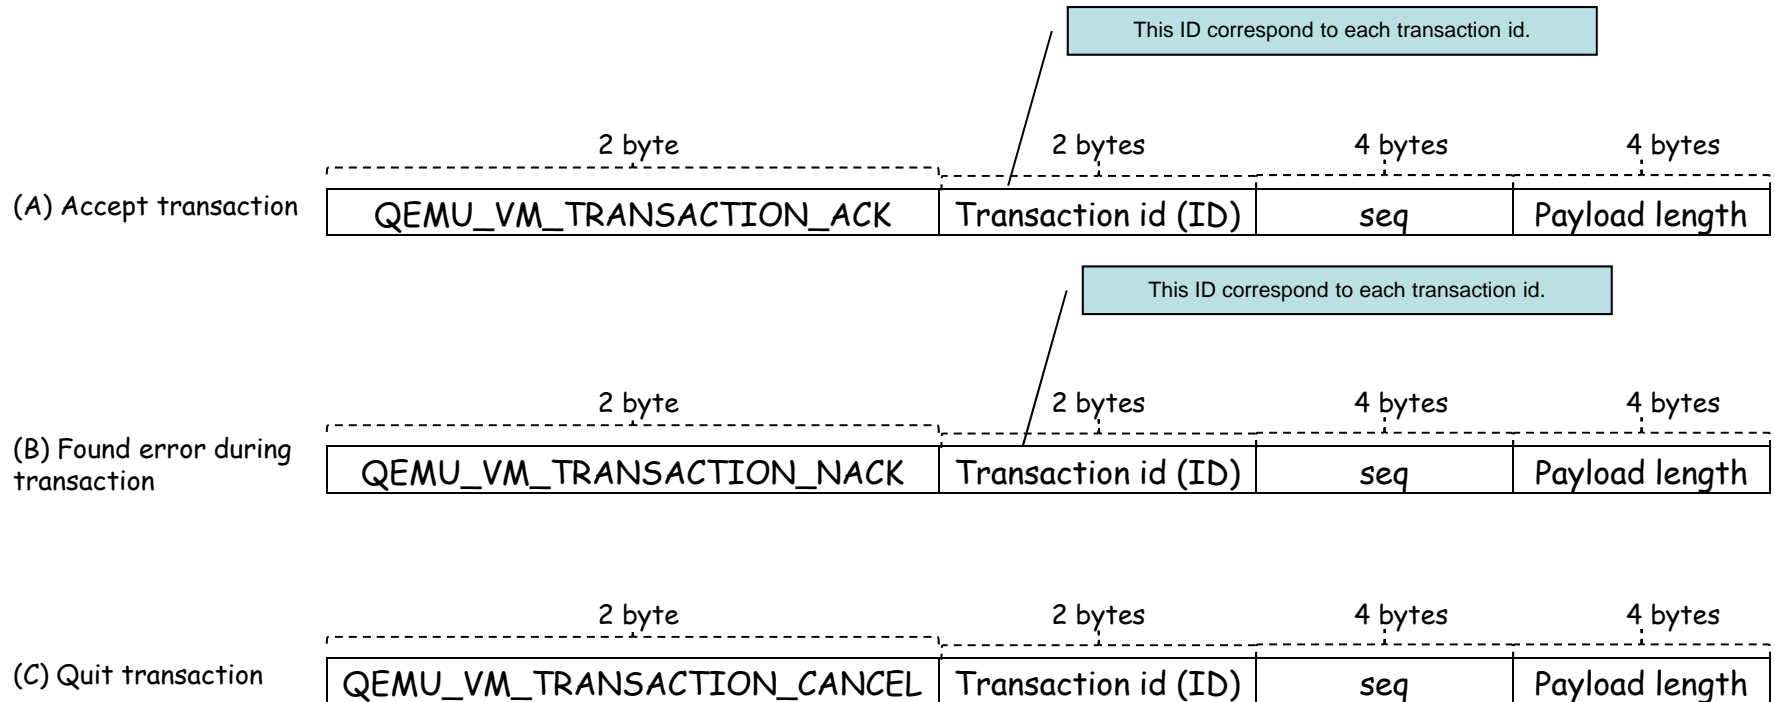 This ID correspond to each transaction id.
2 byte 2 bytes 4 bytes 4 bytes
(A) Accept transaction QEMU_VM_TRANSACTION_ACK Transaction id (ID) seq Payload length
This ID correspond to each transaction id.
2 byte 2 bytes 4 bytes 4 bytes
(B) Found error during
transaction
QEMU_VM_TRANSACTION_NACK Transaction id (ID) seq Payload length
2 byte 2 bytes 4 bytes 4 bytes
(C) Quit transaction QEMU_VM_TRANSACTION_CANCEL Transaction id (ID) seq Payload length